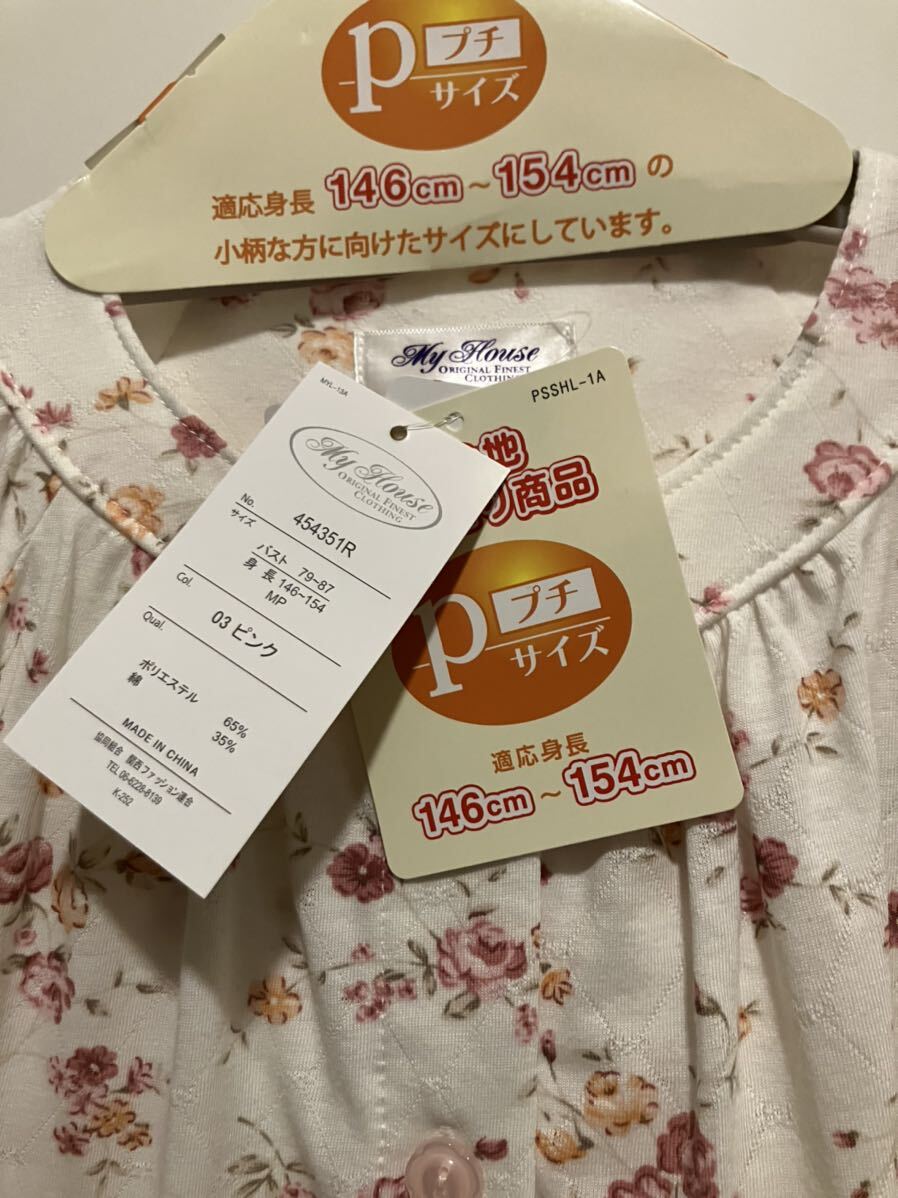 p プチ
サイズ
適応身長 146cm~154cm の
小柄な方に向けたサイズにしています。
My House
ORIGINAL FINEST
CLOTHING
MYL-13A
My House
ORIGINAL FINEST
CLOTHING
No. 454351R
サイズ
バスト 79-87
身長 146-154
MP
Col. 03 ピンク
Qual.
ポリエステル 65%
綿 35%
MADE IN CHINA
協同組合 関西ファッション連合
TEL 06-6228-6139
K-252
PSSHL-1A
地
商品
p プチ
サイズ
適応身長
146cm~154cm